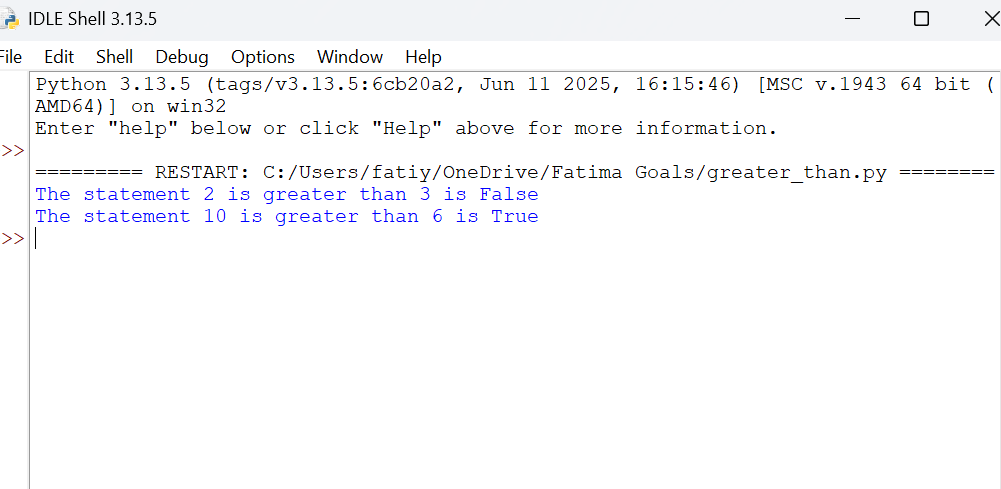 IDLE Shell 3.13.5
File Edit Shell Debug Options Window Help
Python 3.13.5 (tags/v3.13.5:6cb20a2, Jun 11 2025, 16:15:46) [MSC v.1943 64 bit (
AMD64)] on win32
Enter "help" below or click "Help" above for more information.
>>
========= RESTART: C:/Users/fatiy/OneDrive/Fatima Goals/greater_than.py ========
The statement 2 is greater than 3 is False
The statement 10 is greater than 6 is True
>>